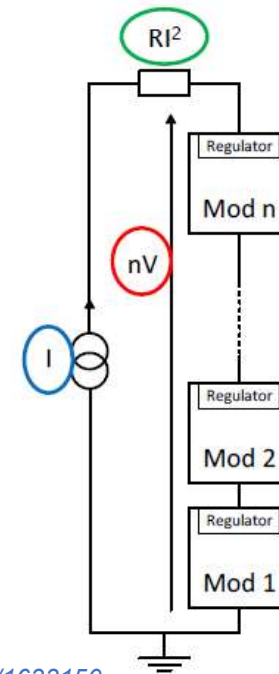 RI²
Regulator
Mod n
nV
I
Regulator
Mod 2
Regulator
Mod 1